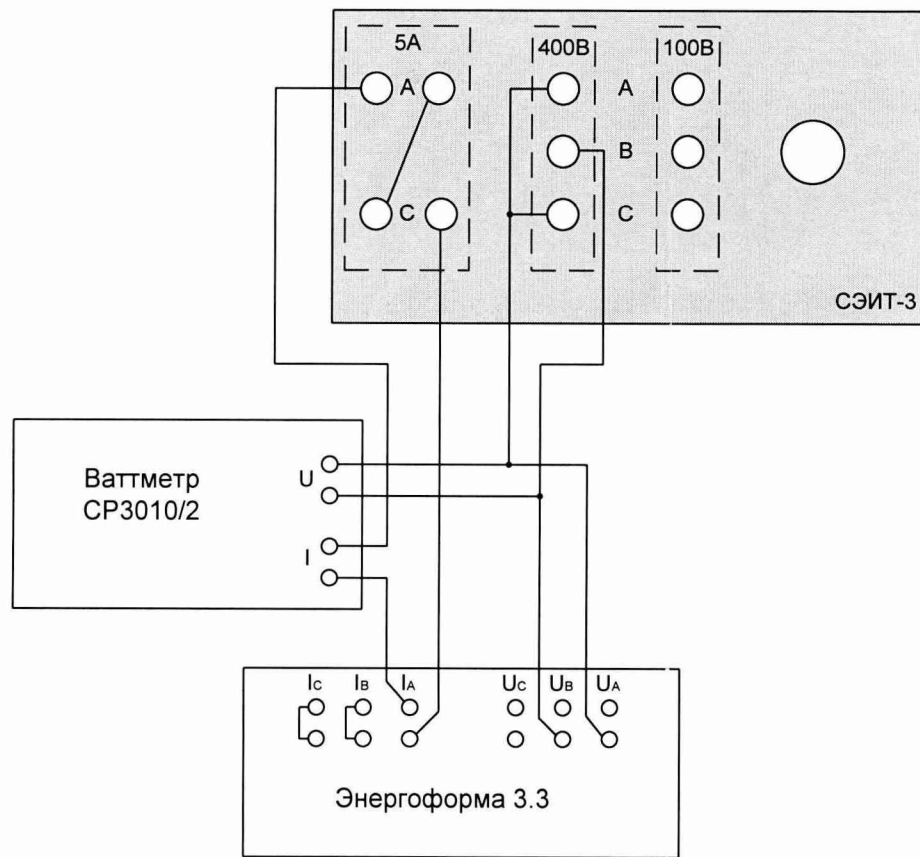 5А 400В 100В
А А
В
С С
СЭИТ-3
Ваттметр
СР3010/2
U
I
IC IB IA UC UB UA
Энергоформа 3.3